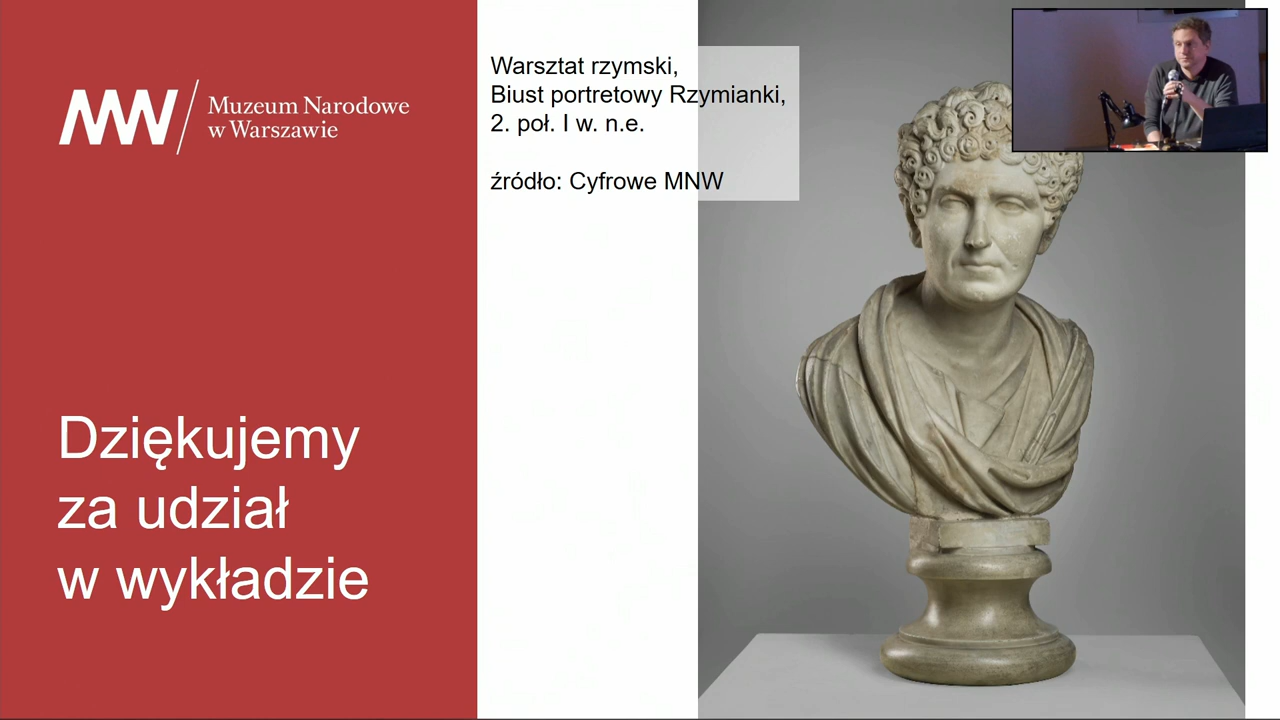 MNW
Muzeum Narodowe
w Warszawie
Dziękujemy
za udział
w wykładzie
Warsztat rzymski,
Biust portretowy Rzymianki,
2. poł. I w. n.e.
źródło: Cyfrowe MNW